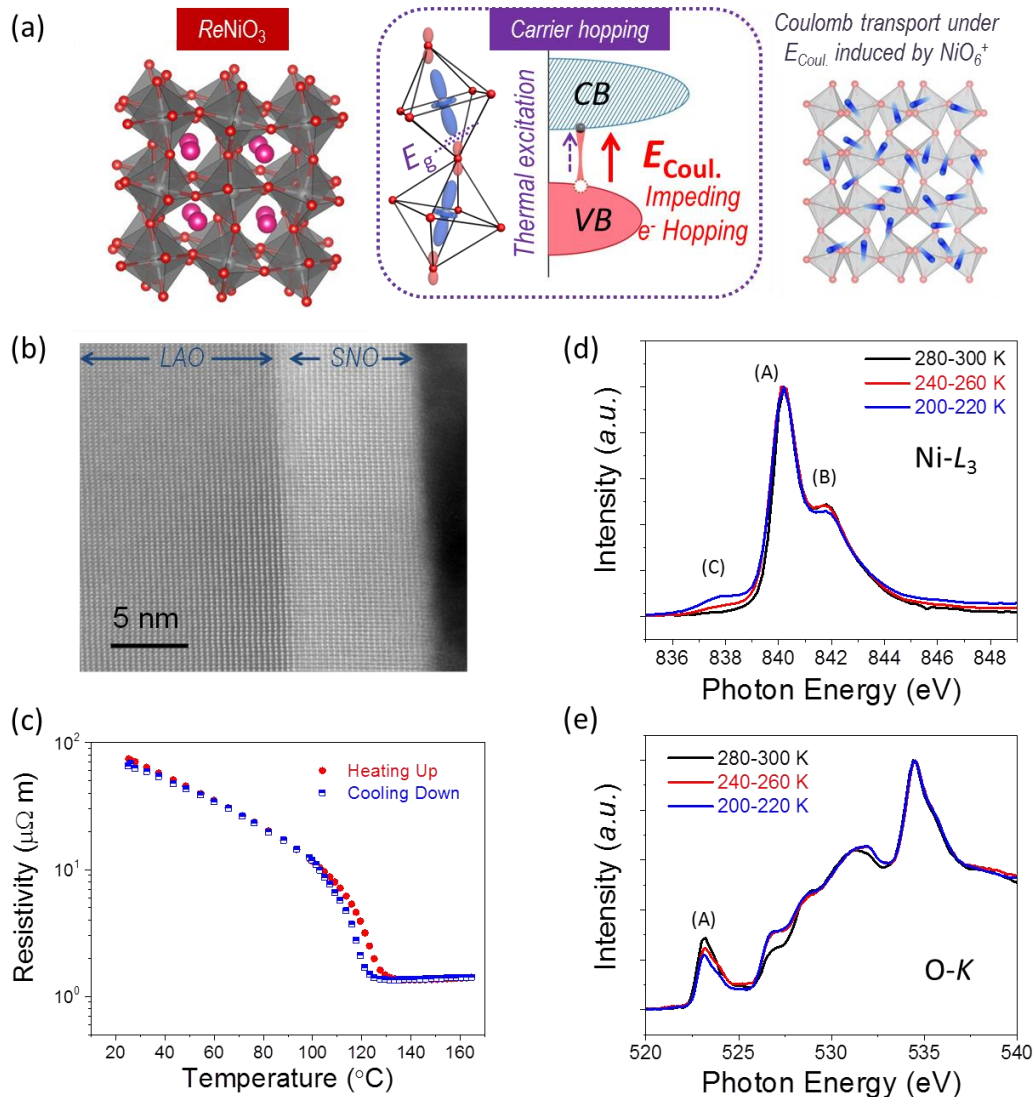 (a)
ReNiO3
Carrier hopping
Thermal excitation
Eg
CB
VB
ECoul.
Impeding
e- Hopping
Coulomb transport under
ECoul. induced by NiO6+
(b)
LAO
SNO
5 nm
(c)
Resistivity (μΩ m)
10^2
10^1
10^0
Heating Up
Cooling Down
20 40 60 80 100 120 140 160
Temperature (°C)
(d)
Intensity (a.u.)
(A)
(B)
(C)
280-300 K
240-260 K
200-220 K
Ni-L3
836 838 840 842 844 846 848
Photon Energy (eV)
(e)
Intensity (a.u.)
280-300 K
240-260 K
200-220 K
(A)
O-K
520 525 530 535 540
Photon Energy (eV)